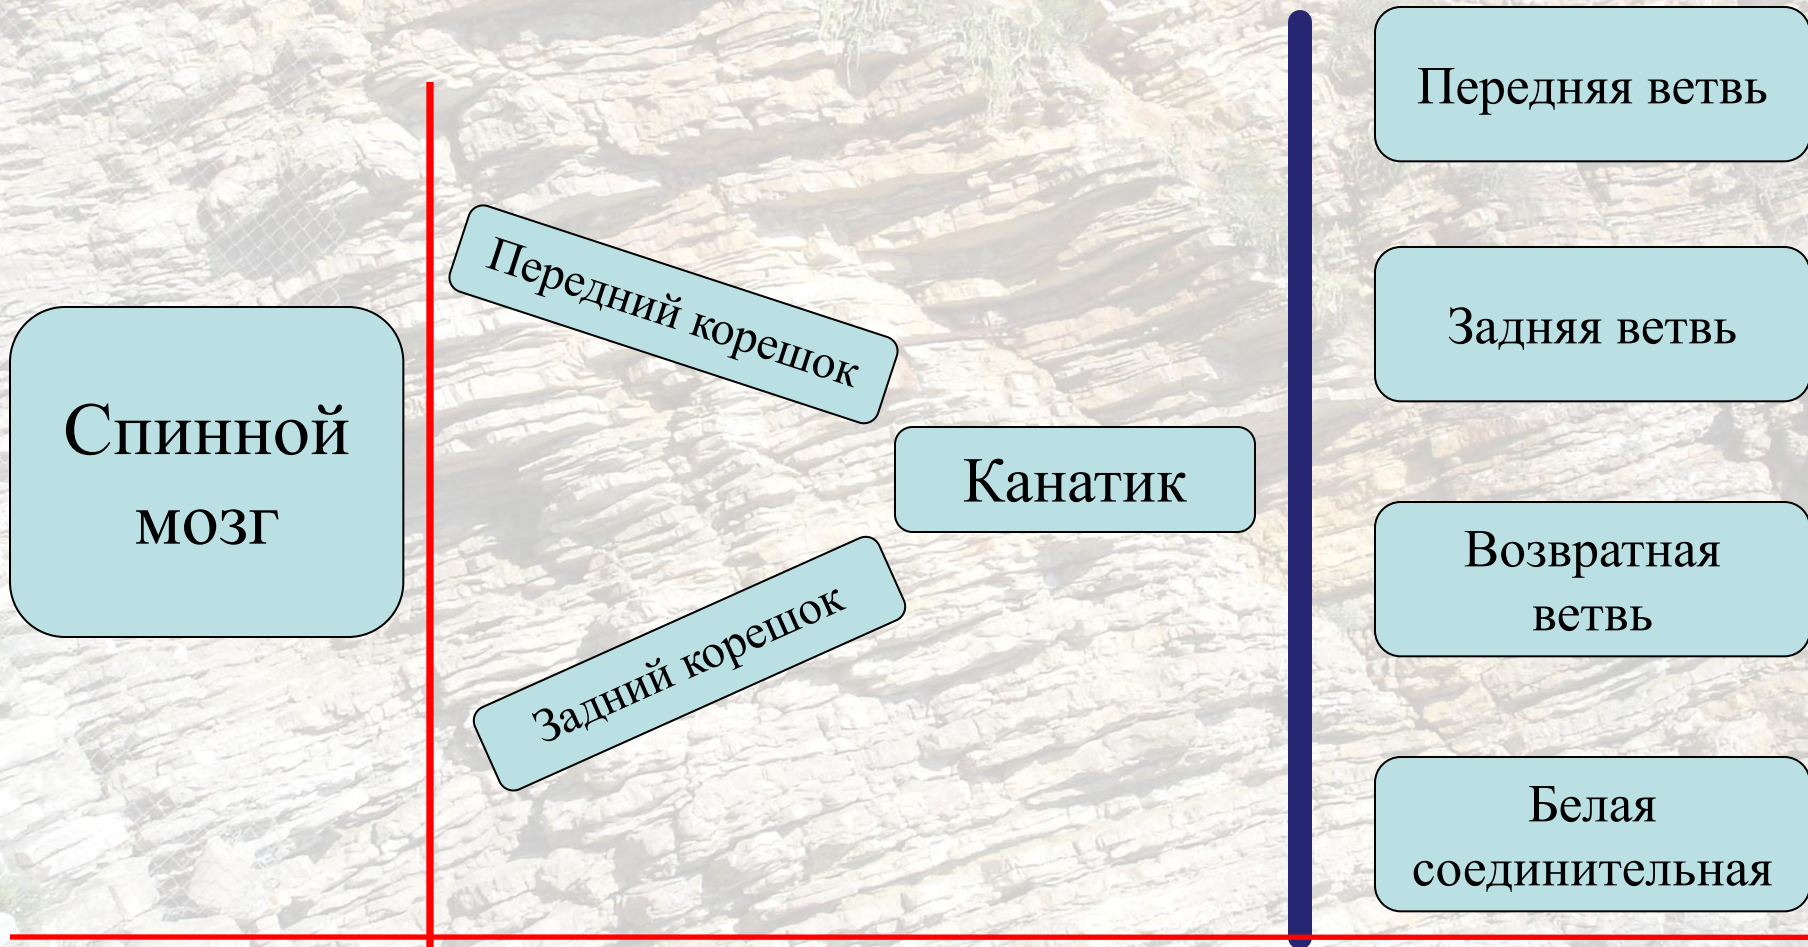 Спинной
мозг
Передний корешок
Задний корешок
Канатик
Передняя ветвь
Задняя ветвь
Возвратная
ветвь
Белая
соединительная